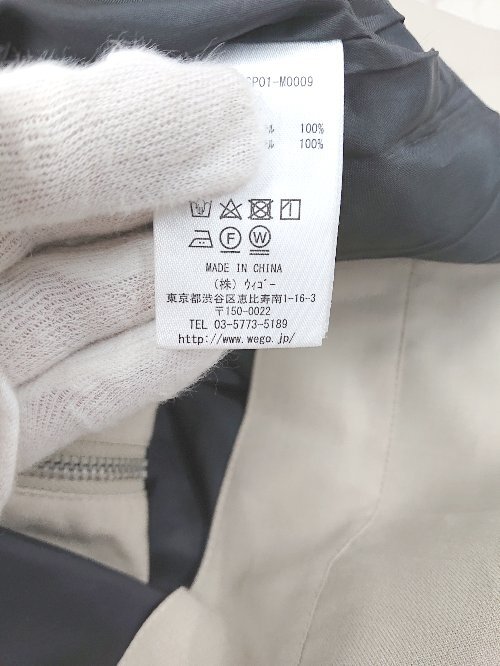 SP01-M0009
ル 100%
ル 100%
F W
MADE IN CHINA
(株) ウィゴー
東京都渋谷区恵比寿南1-16-3
〒150-0022
TEL 03-5773-5189
http://www.wego.jp/